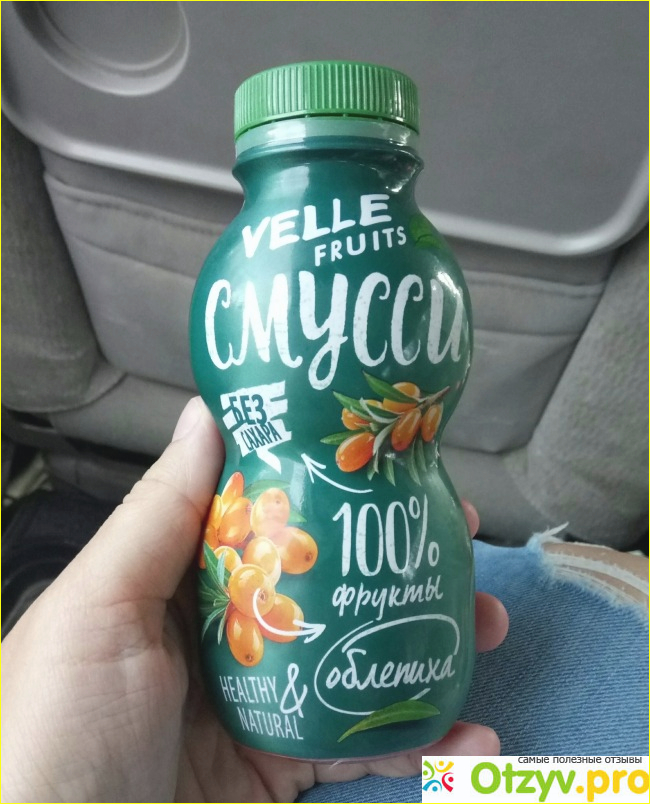 VELLE
FRUITS
СМУССИ
БЕЗ
САХАРА
100%
фрукты
облепиха
HEALTHY &
NATURAL
самые полезные отзывы
Otzyv.pro